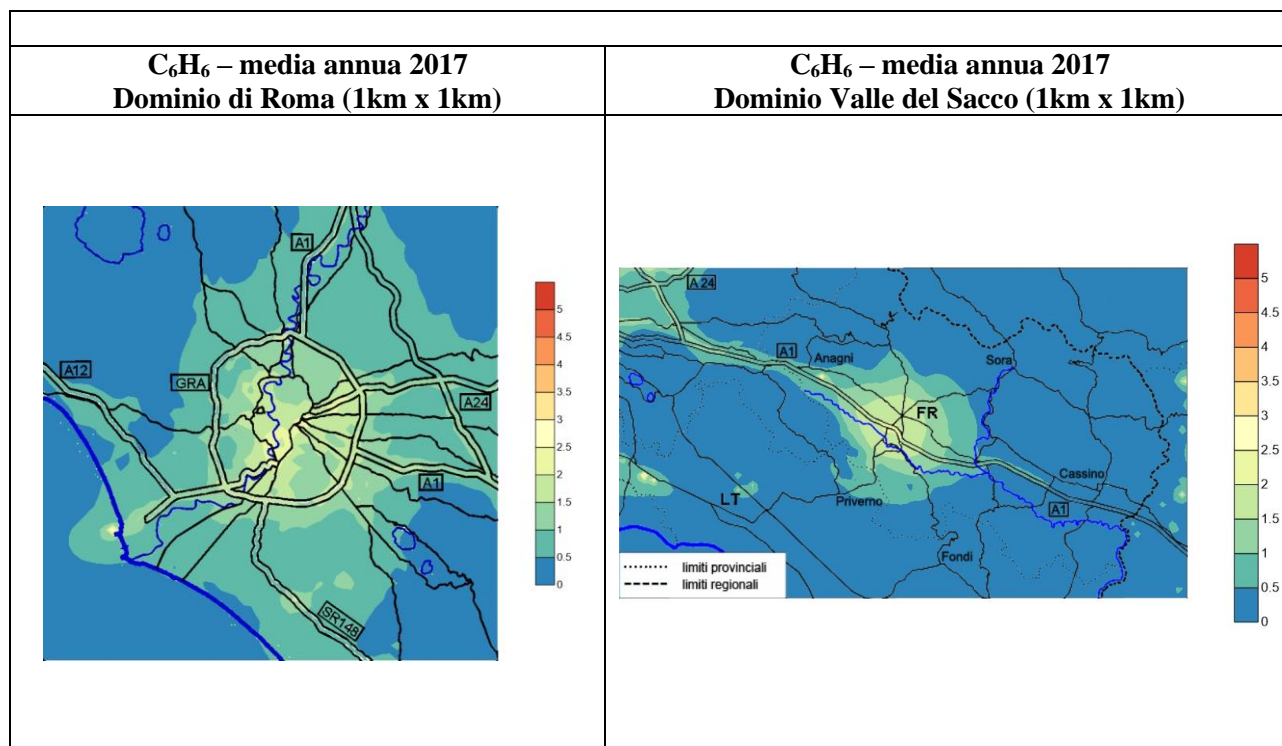 C₆H₆ – media annua 2017
Dominio di Roma (1km x 1km)
C₆H₆ – media annua 2017
Dominio Valle del Sacco (1km x 1km)
A1
A12
GRA
A24
A1
SR148
5
4.5
4
3.5
3
2.5
2
1.5
1
0.5
0
A 24
A1
Anagni
Sora
FR
Cassino
LT
Priverno
A1
Fondi
limiti provinciali
limiti regionali
5
4.5
4
3.5
3
2.5
2
1.5
1
0.5
0